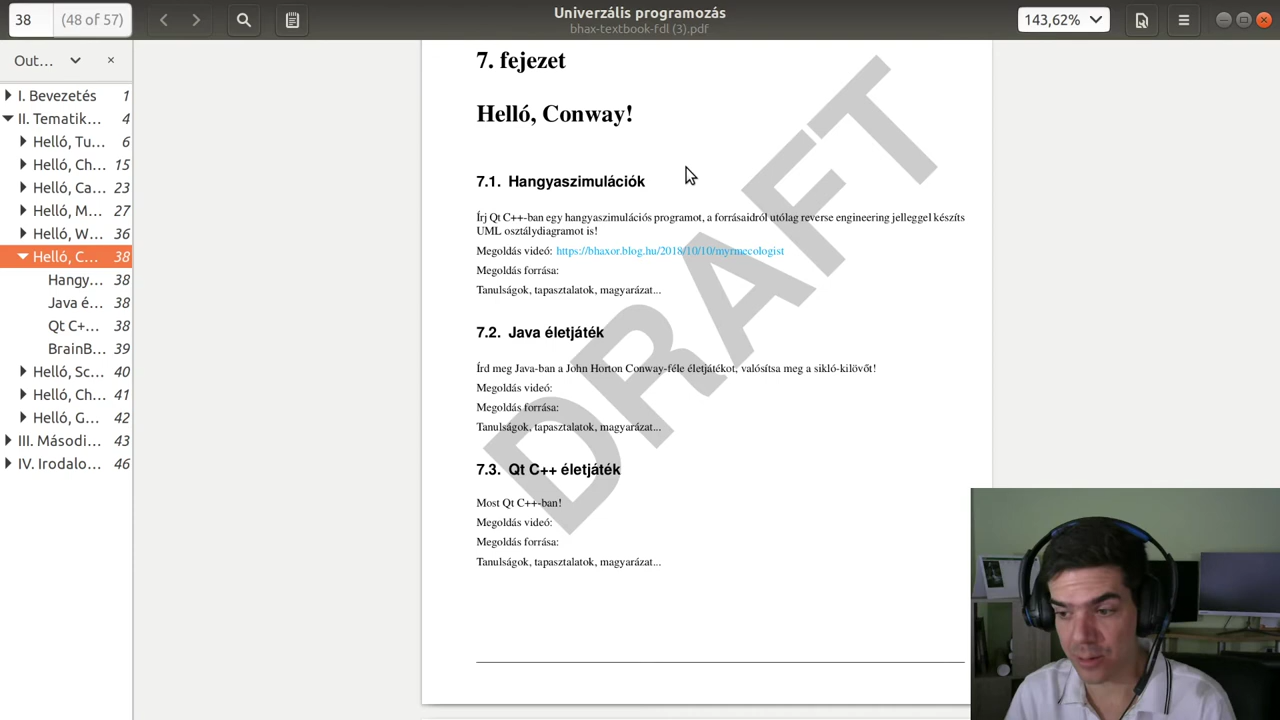 38
(48 of 57)
Univerzális programozás
bhax-textbook-fdl (3).pdf
143,62%
Out...
I. Bevezetés 1
II. Tematik... 4
Helló, Tu... 6
Helló, Ch... 15
Helló, Ca... 23
Helló, M... 27
Helló, W... 36
Helló, C... 38
Hangy... 38
Java é... 38
Qt C+... 38
BrainB... 39
Helló, Sc... 40
Helló, Ch... 41
Helló, G... 42
III. Másodi... 43
IV. Irodalo... 46
7. fejezet
Helló, Conway!
7.1. Hangyaszimulációk
Írj Qt C++-ban egy hangyaszimulációs programot, a forrásaidról utólag reverse engineering jelleggel készíts
UML osztálydiagramot is!
Megoldás videó: https://bhaxor.blog.hu/2018/10/10/myrmecologist
Megoldás forrása:
Tanulságok, tapasztalatok, magyarázat...
7.2. Java életjáték
Írd meg Java-ban a John Horton Conway-féle életjátékot, valósítsa meg a sikló-kilövőt!
Megoldás videó:
Megoldás forrása:
Tanulságok, tapasztalatok, magyarázat...
7.3. Qt C++ életjáték
Most Qt C++-ban!
Megoldás videó:
Megoldás forrása:
Tanulságok, tapasztalatok, magyarázat...
DRAFT